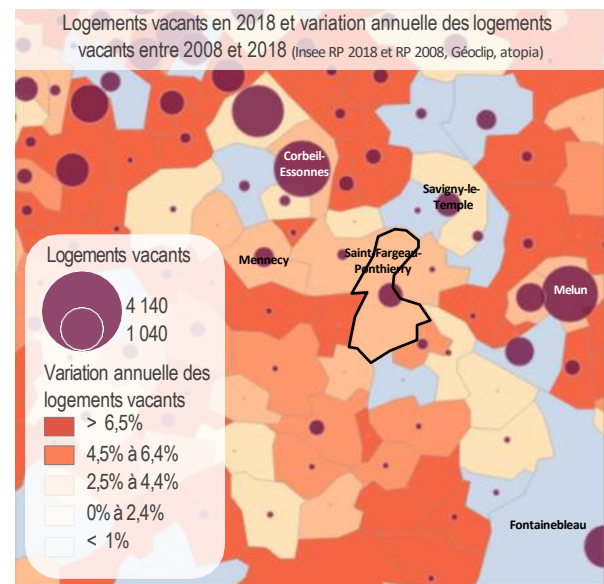 Logements vacants en 2018 et variation annuelle des logements
vacants entre 2008 et 2018 (Insee RP 2018 et RP 2008, Géoclip, atopia)
Corbeil-
Essonnes
Savigny-le-
Temple
Mennecy
Saint-Fargeau-
Ponthierry
Melun
Fontainebleau
Logements vacants
4 140
1 040
Variation annuelle des
logements vacants
> 6,5%
4,5% à 6,4%
2,5% à 4,4%
0% à 2,4%
< 1%